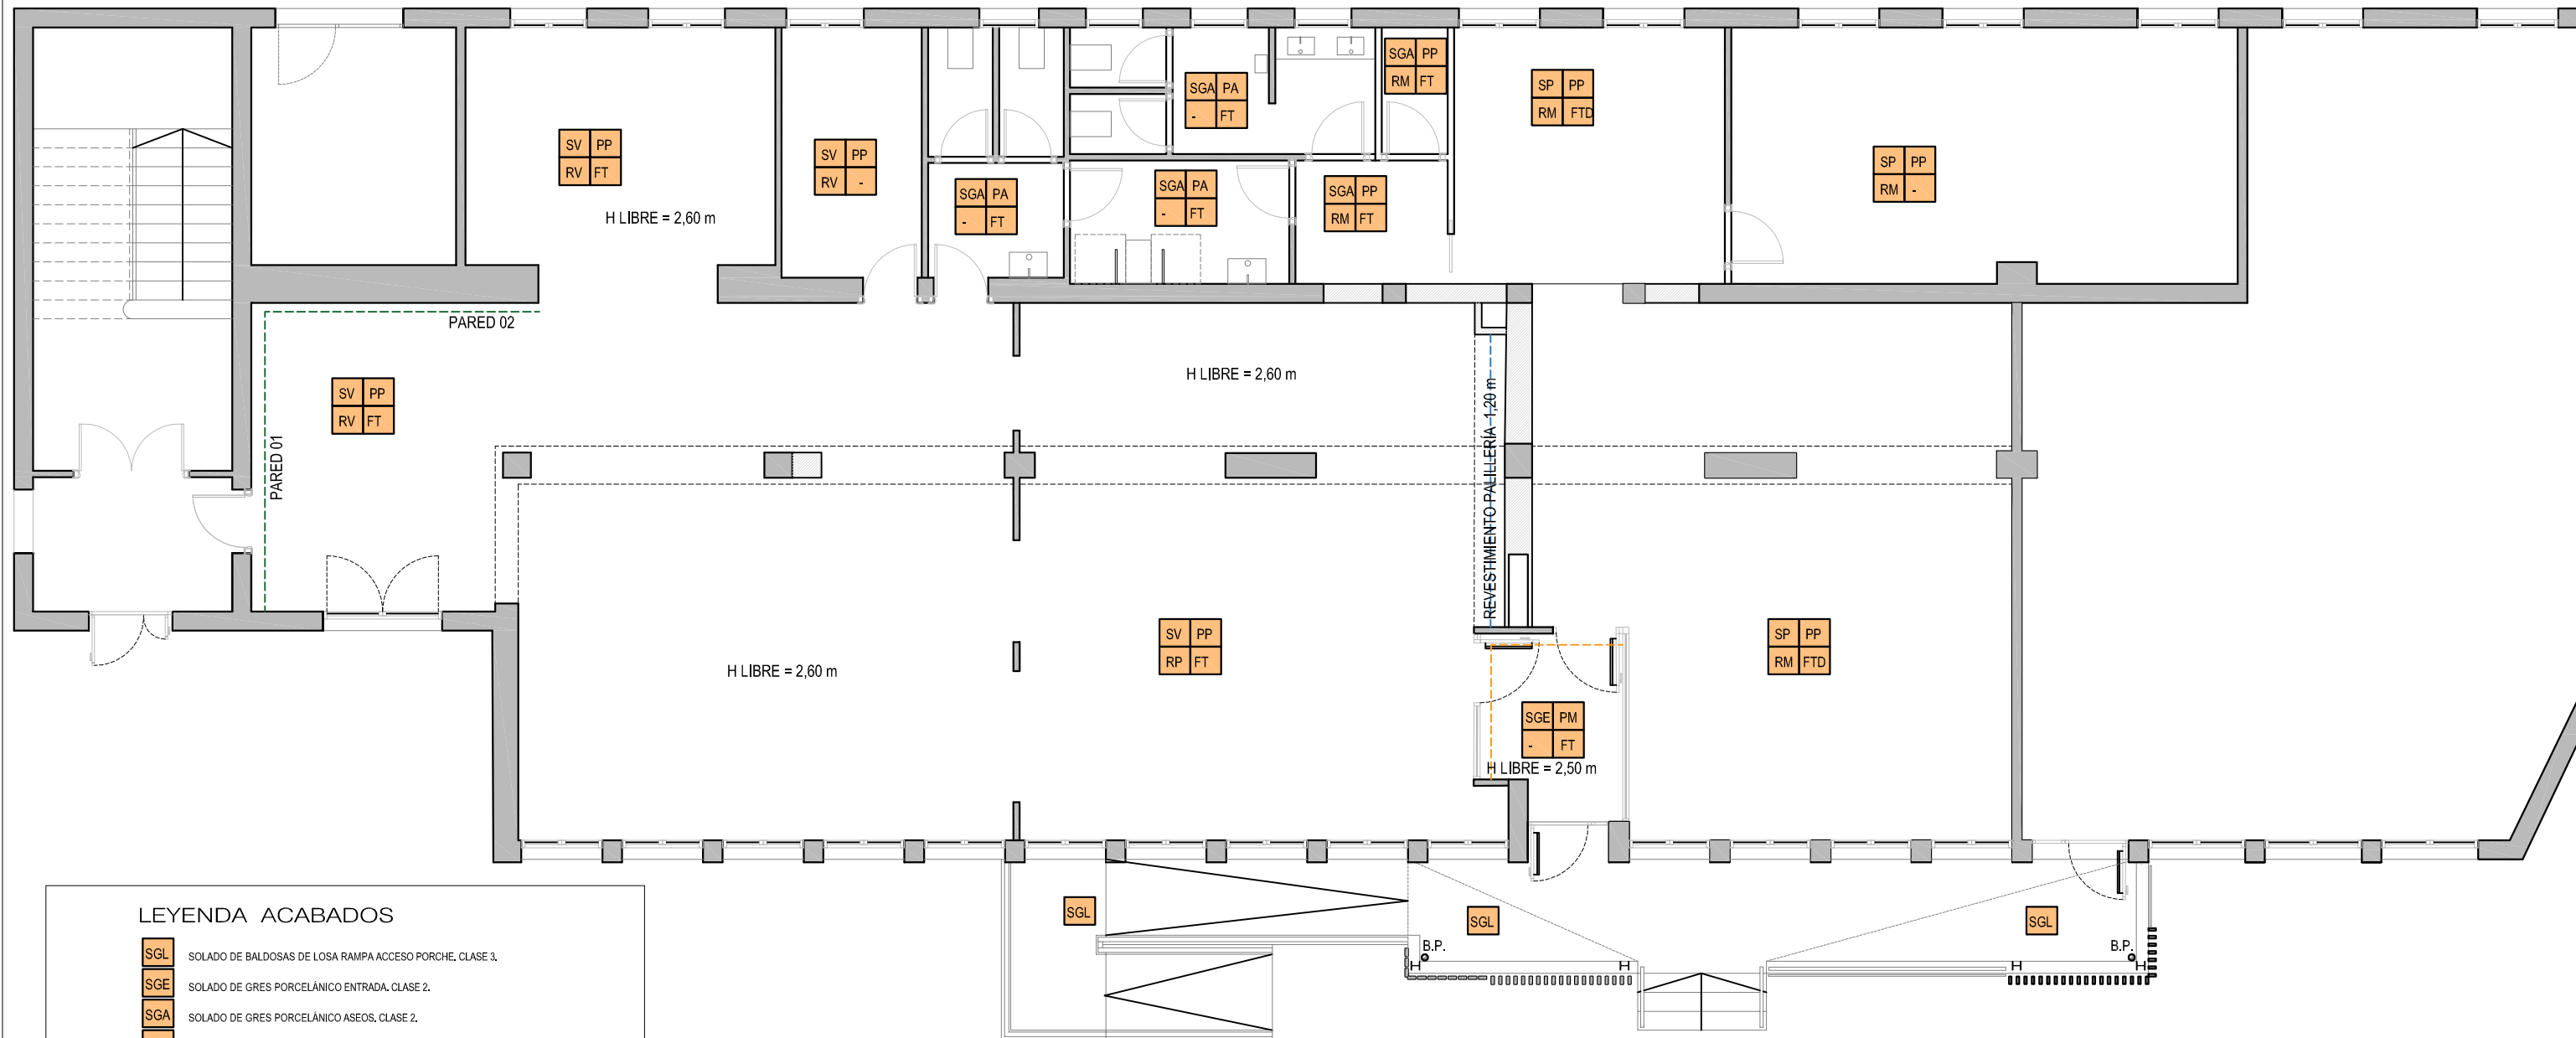 SGA PP
RM FT
SP PP
RM FTD
SGA PA
- FT
SV PP
RV FT
SV PP
RV -
SP PP
RM -
SGA PA
- FT
SGA PA
- FT
SGA PP
RM FT
H LIBRE = 2,60 m
PARED 02
H LIBRE = 2,60 m
SV PP
RV FT
PARED 01
REVESTIMIENTO PALILLERÍA 1,20 m
SV PP
RP FT
SP PP
RM FTD
H LIBRE = 2,60 m
SGE PM
- FT
H LIBRE = 2,50 m
SGL
SGL
SGL
B.P.
B.P.
LEYENDA ACABADOS
SGL SOLADO DE BALDOSAS DE LOSA RAMPA ACCESO PORCHE. CLASE 3.
SGE SOLADO DE GRES PORCELÁNICO ENTRADA. CLASE 2.
SGA SOLADO DE GRES PORCELÁNICO ASEOS. CLASE 2.